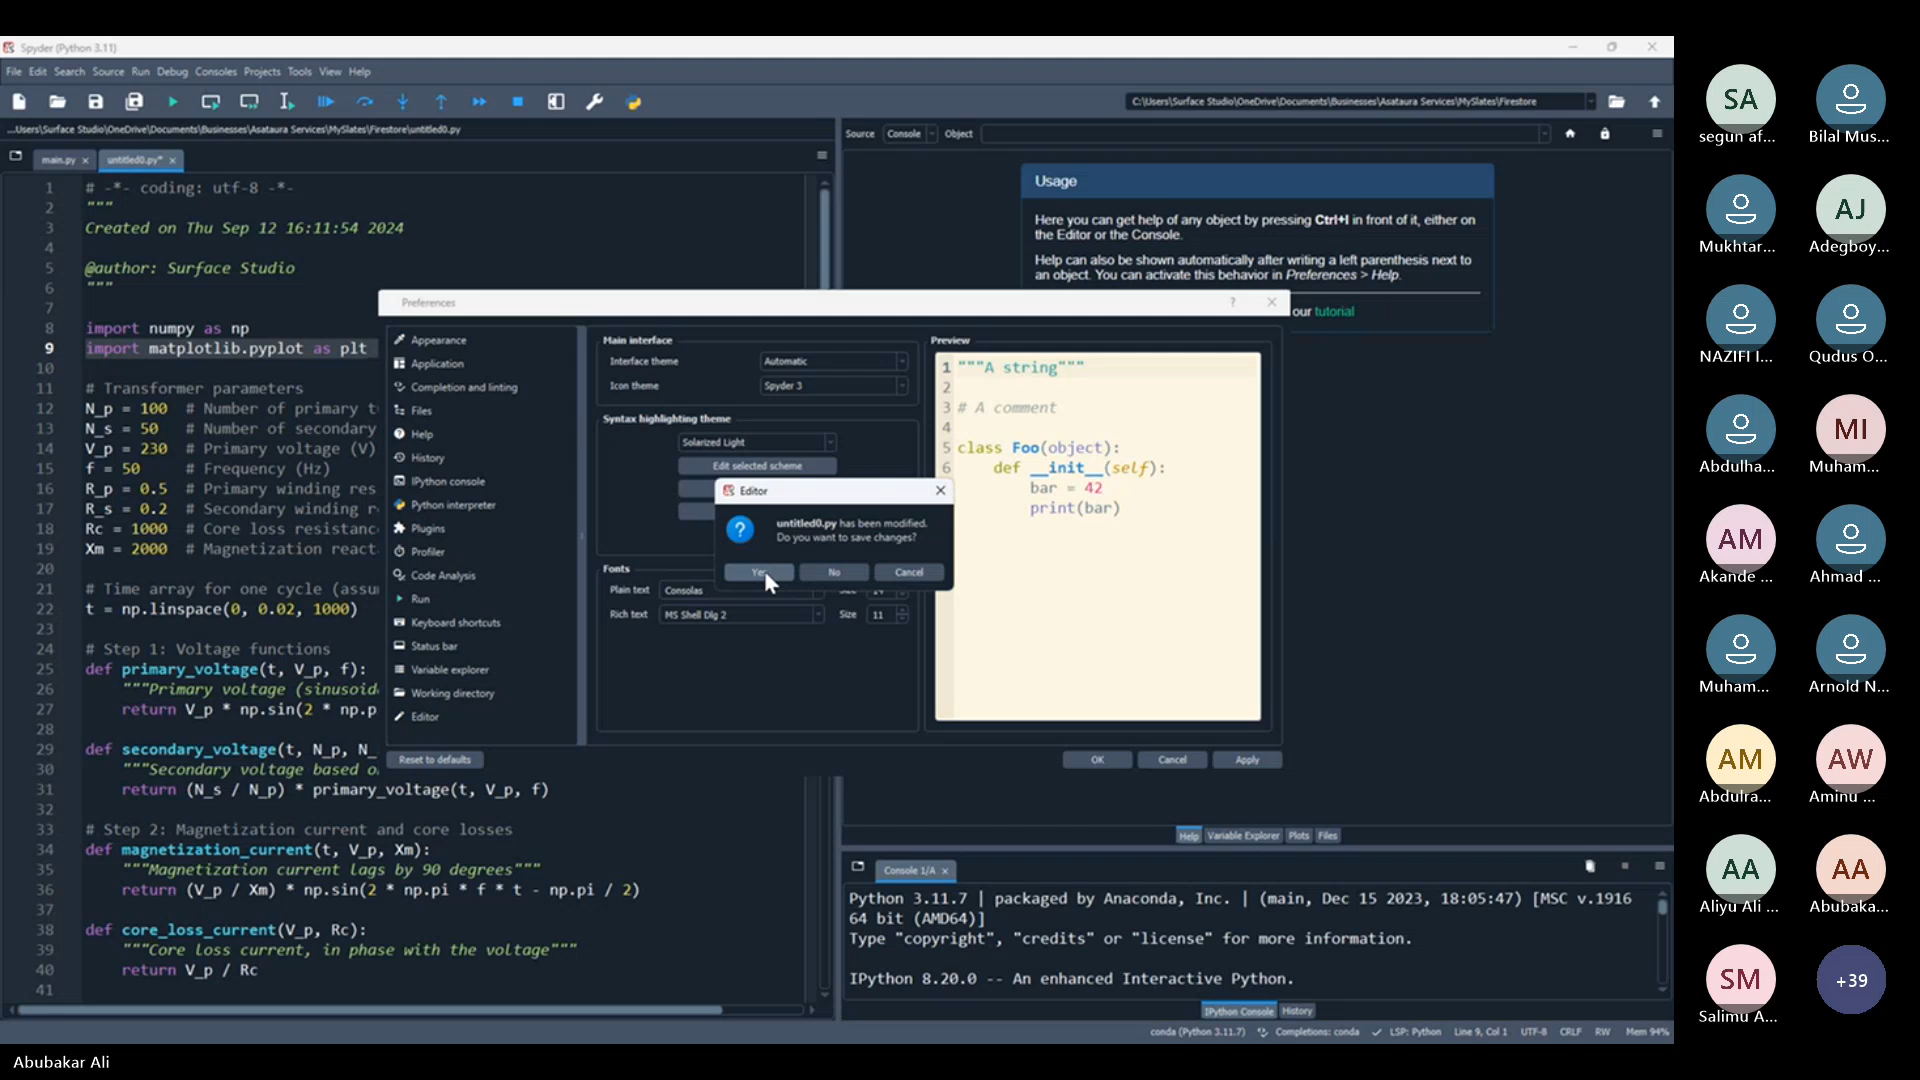 Spyder (Python 3.11)
File Edit Search Source Run Debug Consoles Projects Tools View Help
C:\Users\Surface Studio\OneDrive\Documents\Businesses\Asataura Services\MySlates\Firestore
...Users\Surface Studio\OneDrive\Documents\Businesses\Asataura Services\MySlates\Firestore\untitled0.py
main.py
untitled0.py*
1 # -*- coding: utf-8 -*-
2 """
3 Created on Thu Sep 12 16:11:54 2024
4
5 @author: Surface Studio
6 """
7
8 import numpy as np
9 import matplotlib.pyplot as plt
10
11 # Transformer parameters
12 N_p = 100 # Number of primary t
13 N_s = 50 # Number of secondary
14 V_p = 230 # Primary voltage (V)
15 f = 50 # Frequency (Hz)
16 R_p = 0.5 # Primary winding res
17 R_s = 0.2 # Secondary winding r
18 Rc = 1000 # Core loss resistanc
19 Xm = 2000 # Magnetization react
20
21 # Time array for one cycle (assu
22 t = np.linspace(0, 0.02, 1000)
23
24 # Step 1: Voltage functions
25 def primary_voltage(t, V_p, f):
26 """Primary voltage (sinusoid
27 return V_p * np.sin(2 * np.p
28
29 def secondary_voltage(t, N_p, N_
30 """Secondary voltage based o
31 return (N_s / N_p) * primary_voltage(t, V_p, f)
32
33 # Step 2: Magnetization current and core losses
34 def magnetization_current(t, V_p, Xm):
35 """Magnetization current lags by 90 degrees"""
36 return (V_p / Xm) * np.sin(2 * np.pi * f * t - np.pi / 2)
37
38 def core_loss_current(V_p, Rc):
39 """Core loss current, in phase with the voltage"""
40 return V_p / Rc
41
Source Console Object
Usage
Here you can get help of any object by pressing Ctrl+I in front of it, either on
the Editor or the Console.
Help can also be shown automatically after writing a left parenthesis next to
an object. You can activate this behavior in Preferences > Help.
our tutorial
Preferences
?
Appearance
Application
Completion and linting
Files
Help
History
IPython console
Python interpreter
Plugins
Profiler
Code Analysis
Run
Keyboard shortcuts
Status bar
Variable explorer
Working directory
Editor
Main interface
Interface theme Automatic
Icon theme Spyder 3
Syntax highlighting theme
Solarized Light
Edit selected scheme
Fonts
Plain text Consolas
Rich text MS Shell Dlg 2 Size 11
Preview
1 """A string"""
2
3 # A comment
4
5 class Foo(object):
6 def __init__(self):
bar = 42
print(bar)
Editor
untitled0.py has been modified.
Do you want to save changes?
No Cancel
Reset to defaults OK Cancel Apply
Help Variable Explorer Plots Files
Console 1/A
Python 3.11.7 | packaged by Anaconda, Inc. | (main, Dec 15 2023, 18:05:47) [MSC v.1916
64 bit (AMD64)]
Type "copyright", "credits" or "license" for more information.
IPython 8.20.0 -- An enhanced Interactive Python.
IPython Console History
conda (Python 3.11.7) Completions: conda LSP: Python Line 9, Col 1 UTF-8 CRLF RW Mem 94%
SA
segun af...
Bilal Mus...
Mukhtar...
AJ
Adegboy...
NAZIFI I...
Qudus O...
Abdulha...
MI
Muham...
AM
Akande ...
Ahmad ...
Muham...
Arnold N...
AM
Abdulra...
AW
Aminu ...
AA
Aliyu Ali ...
AA
Abubaka...
SM
Salimu A...
+39
Abubakar Ali